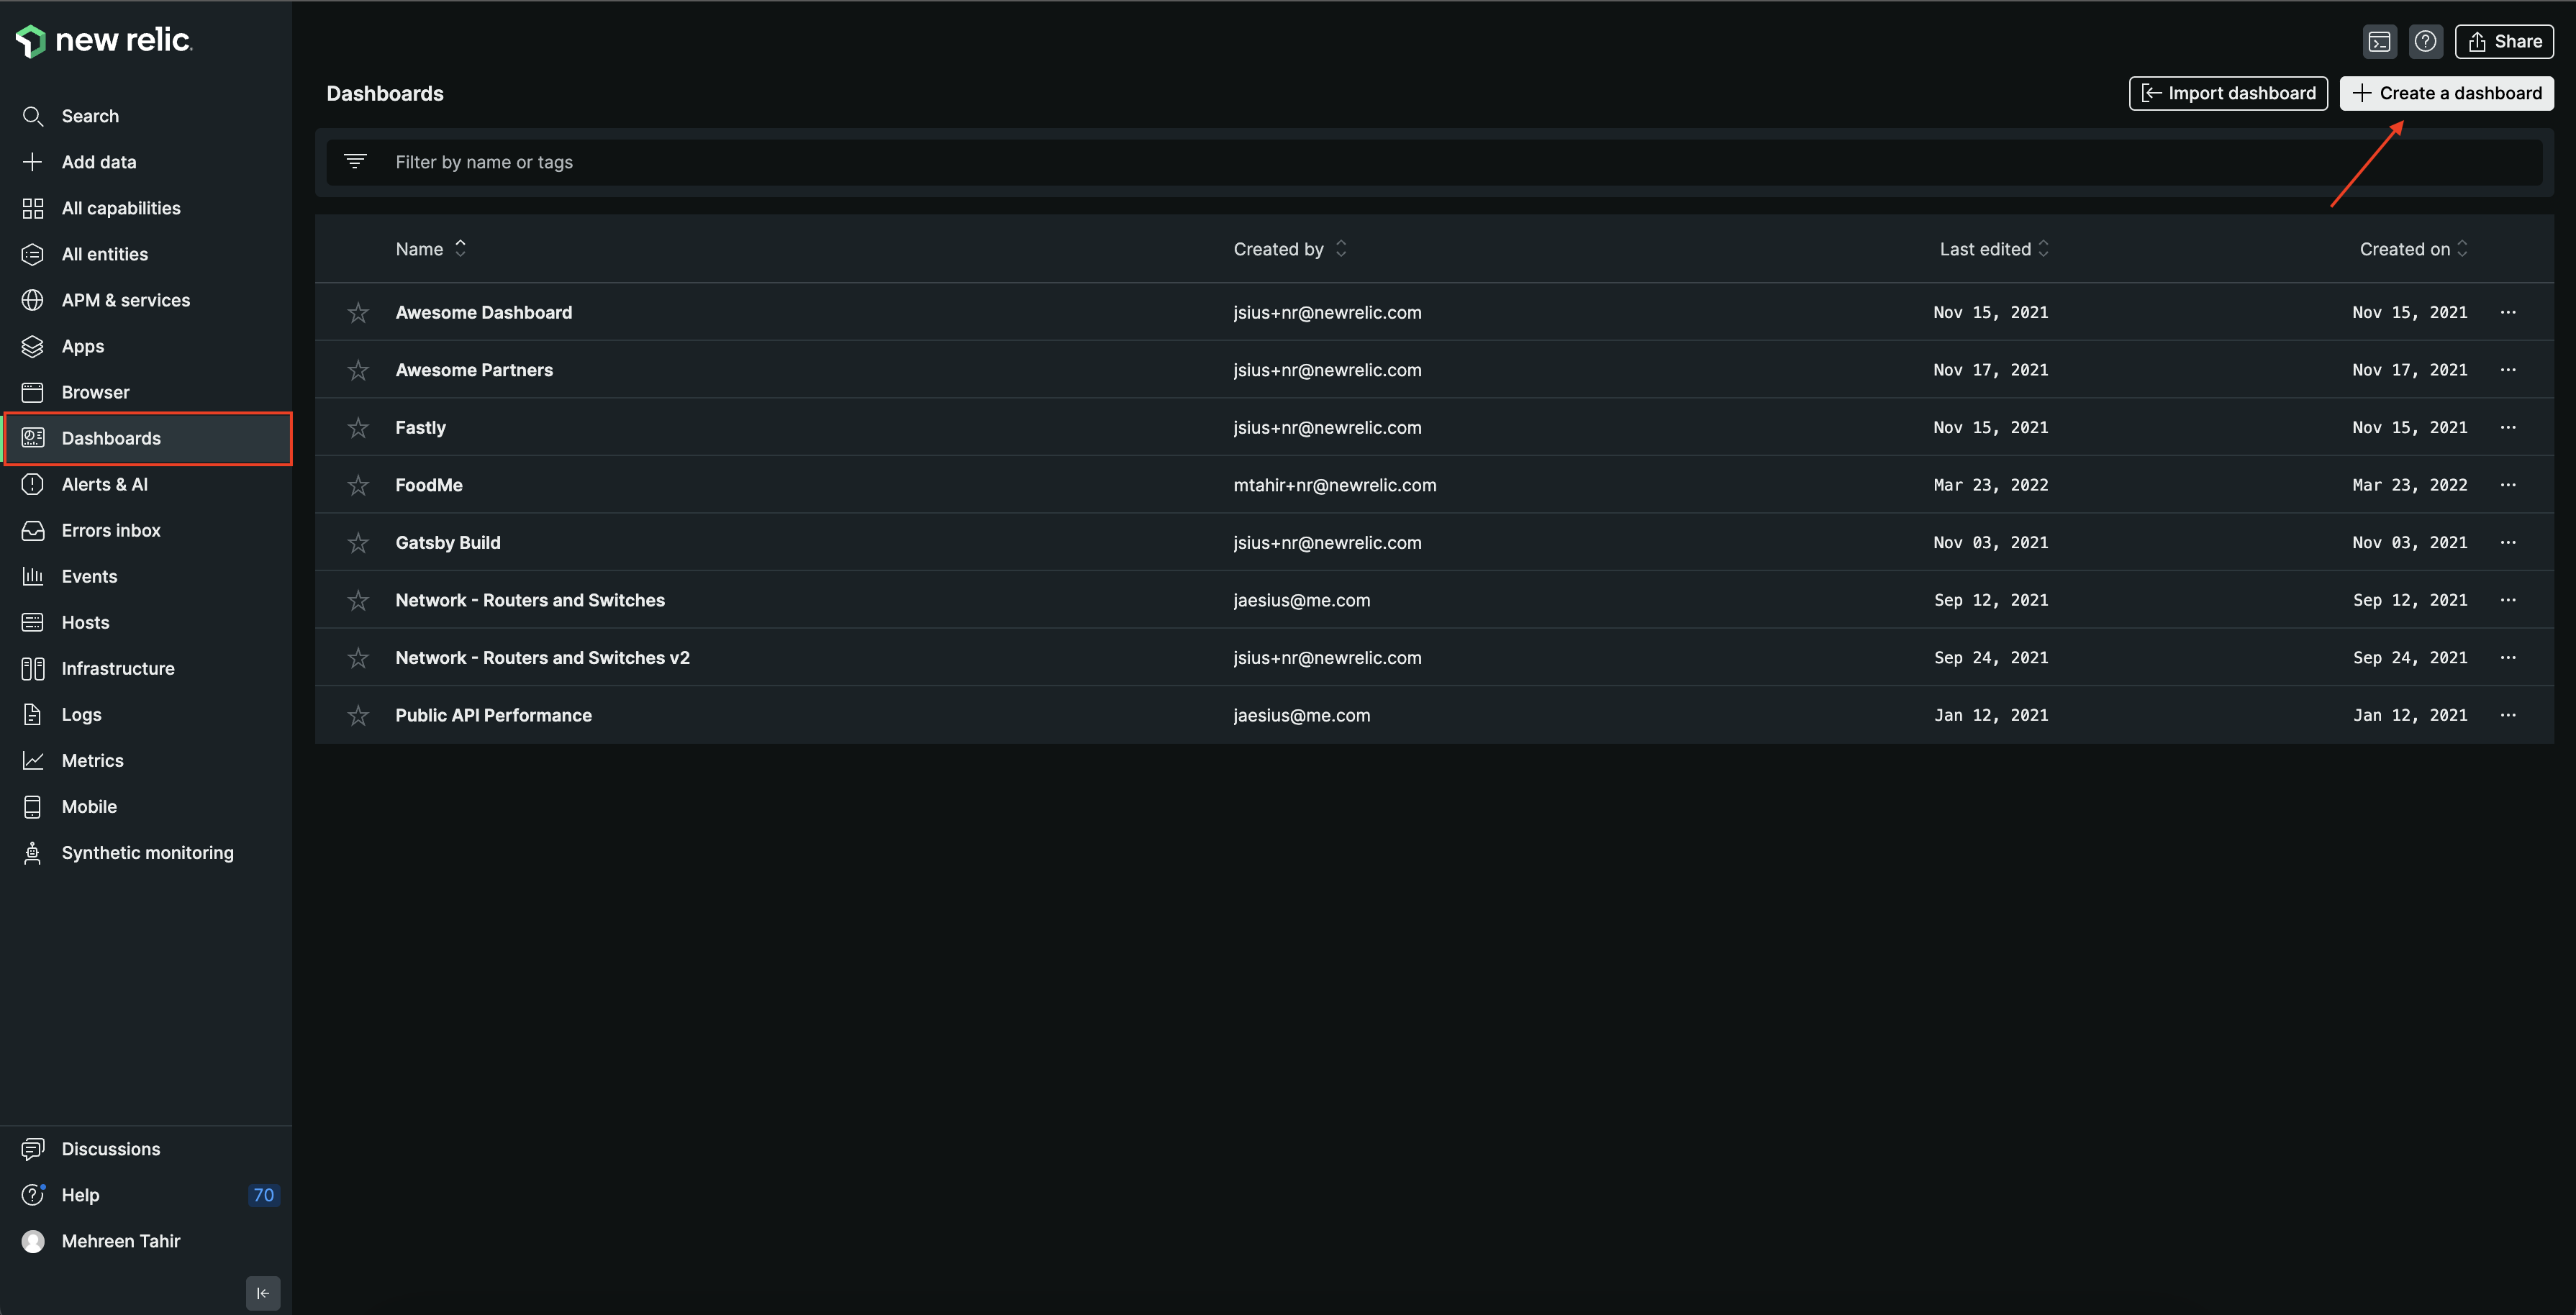 new relic.
Search
Add data
All capabilities
All entities
APM & services
Apps
Browser
Dashboards
Alerts & AI
Errors inbox
Events
Hosts
Infrastructure
Logs
Metrics
Mobile
Synthetic monitoring
Discussions
Help 70
Mehreen Tahir
Share
Dashboards Import dashboard Create a dashboard
Filter by name or tags
Name Created by Last edited Created on
Awesome Dashboard jsius+nr@newrelic.com Nov 15, 2021 Nov 15, 2021
Awesome Partners jsius+nr@newrelic.com Nov 17, 2021 Nov 17, 2021
Fastly jsius+nr@newrelic.com Nov 15, 2021 Nov 15, 2021
FoodMe mtahir+nr@newrelic.com Mar 23, 2022 Mar 23, 2022
Gatsby Build jsius+nr@newrelic.com Nov 03, 2021 Nov 03, 2021
Network - Routers and Switches jaesius@me.com Sep 12, 2021 Sep 12, 2021
Network - Routers and Switches v2 jsius+nr@newrelic.com Sep 24, 2021 Sep 24, 2021
Public API Performance jaesius@me.com Jan 12, 2021 Jan 12, 2021